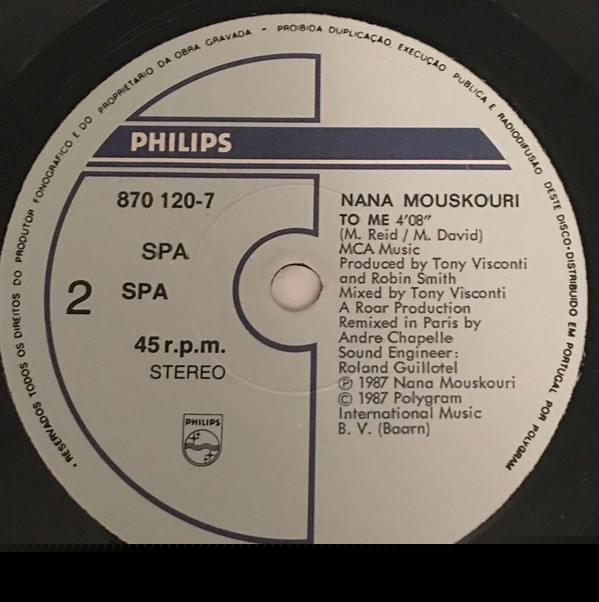 • RESERVADOS TODOS OS DIREITOS DO PRODUTOR FONOGRAFICO E DO PROPRIETARIO DA OBRA GRAVADA - PROIBIDA DUPLICAÇÃO, EXECUÇÃO PUBLICA E RADIODIFUSÃO DESTE DISCO-DISTRIBUIDO EM PORTUGAL POR POLYGRAM
PHILIPS
870 120-7
SPA
2 SPA
45 r.p.m.
STEREO
PHILIPS
NANA MOUSKOURI
TO ME 4'08"
(M. Reid / M. David)
MCA Music
Produced by Tony Visconti
and Robin Smith
Mixed by Tony Visconti
A Roar Production
Remixed in Paris by
Andre Chapelle
Sound Engineer:
Roland Guillotel
℗ 1987 Nana Mouskouri
© 1987 Polygram
International Music
B. V. (Baarn)